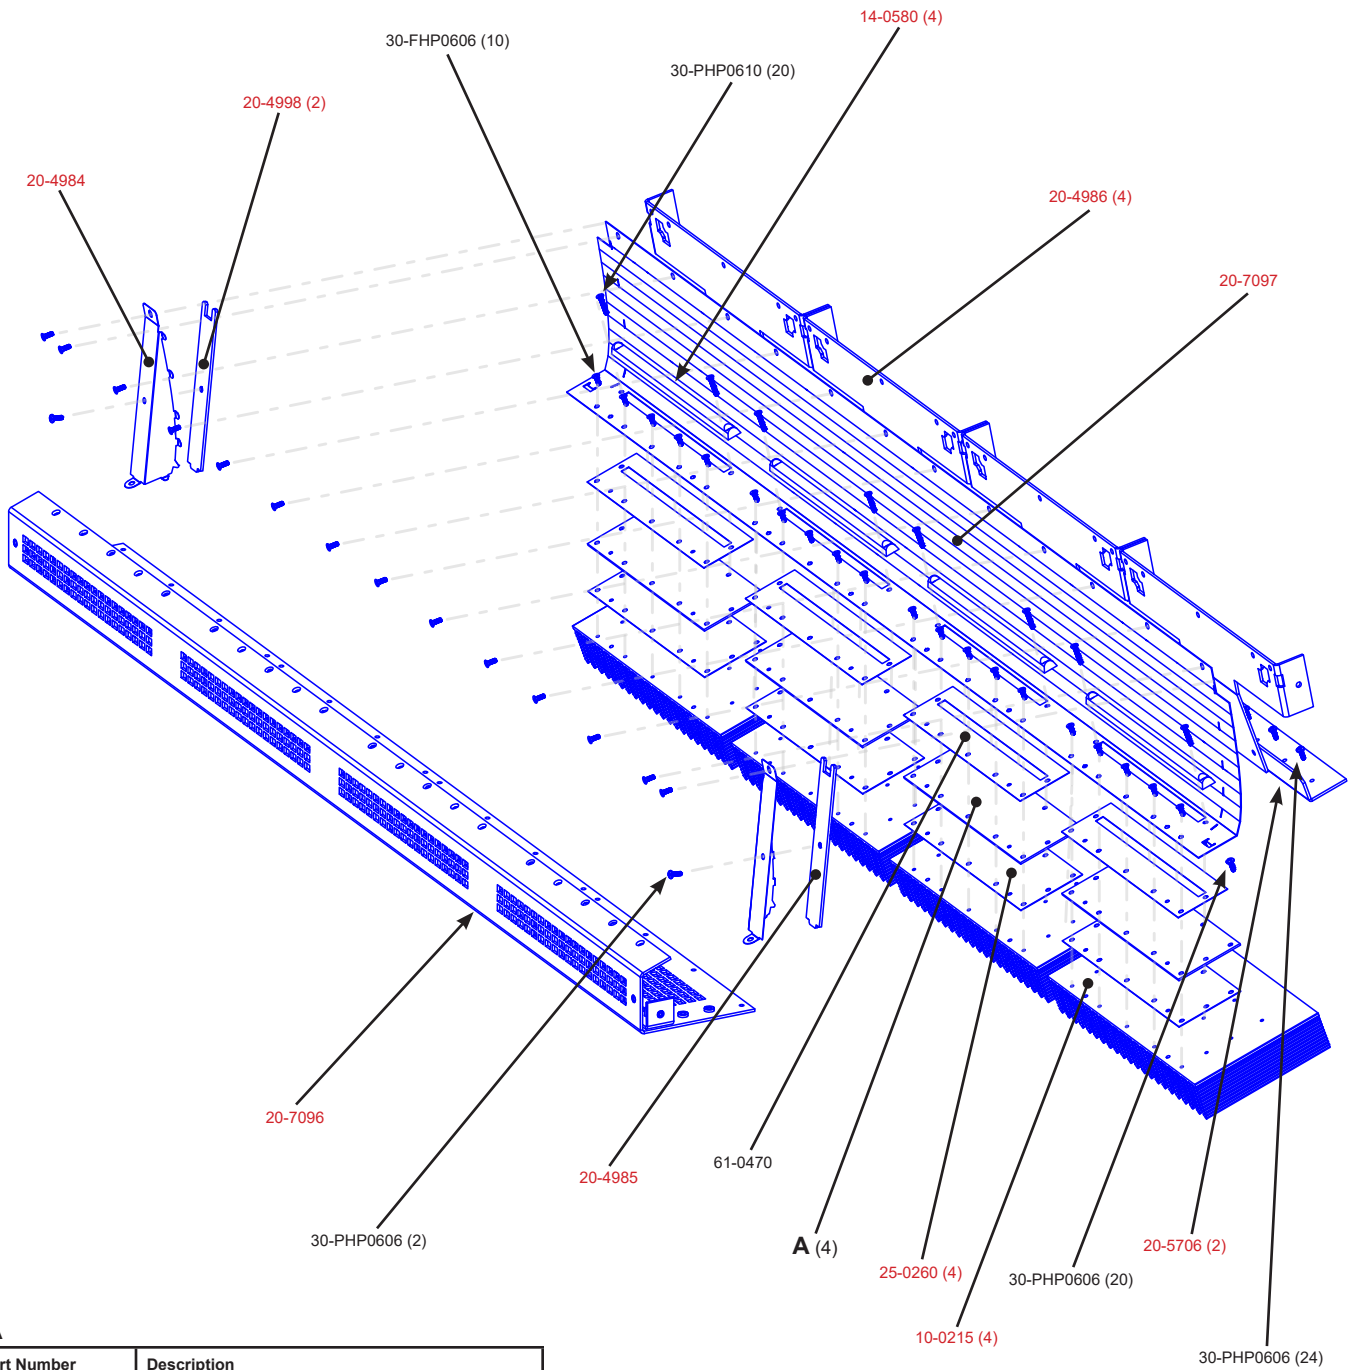 14-0580 (4)
30-FHP0606 (10)
30-PHP0610 (20)
20-4998 (2)
20-4984
20-4986 (4)
20-7097
20-7096
61-0470
20-4985
30-PHP0606 (2)
A (4)
20-5706 (2)
25-0260 (4)
30-PHP0606 (20)
10-0215 (4)
30-PHP0606 (24)
rt Number Description